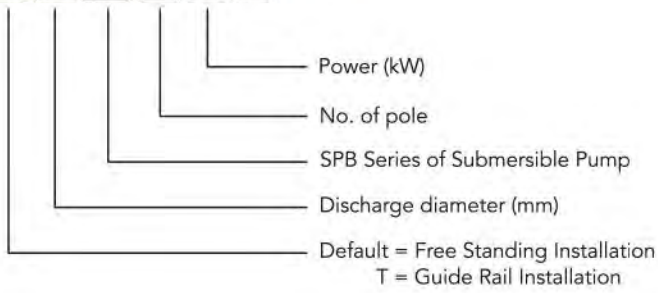 Power (kW)
No. of pole
SPB Series of Submersible Pump
Discharge diameter (mm)
Default = Free Standing Installation
T = Guide Rail Installation